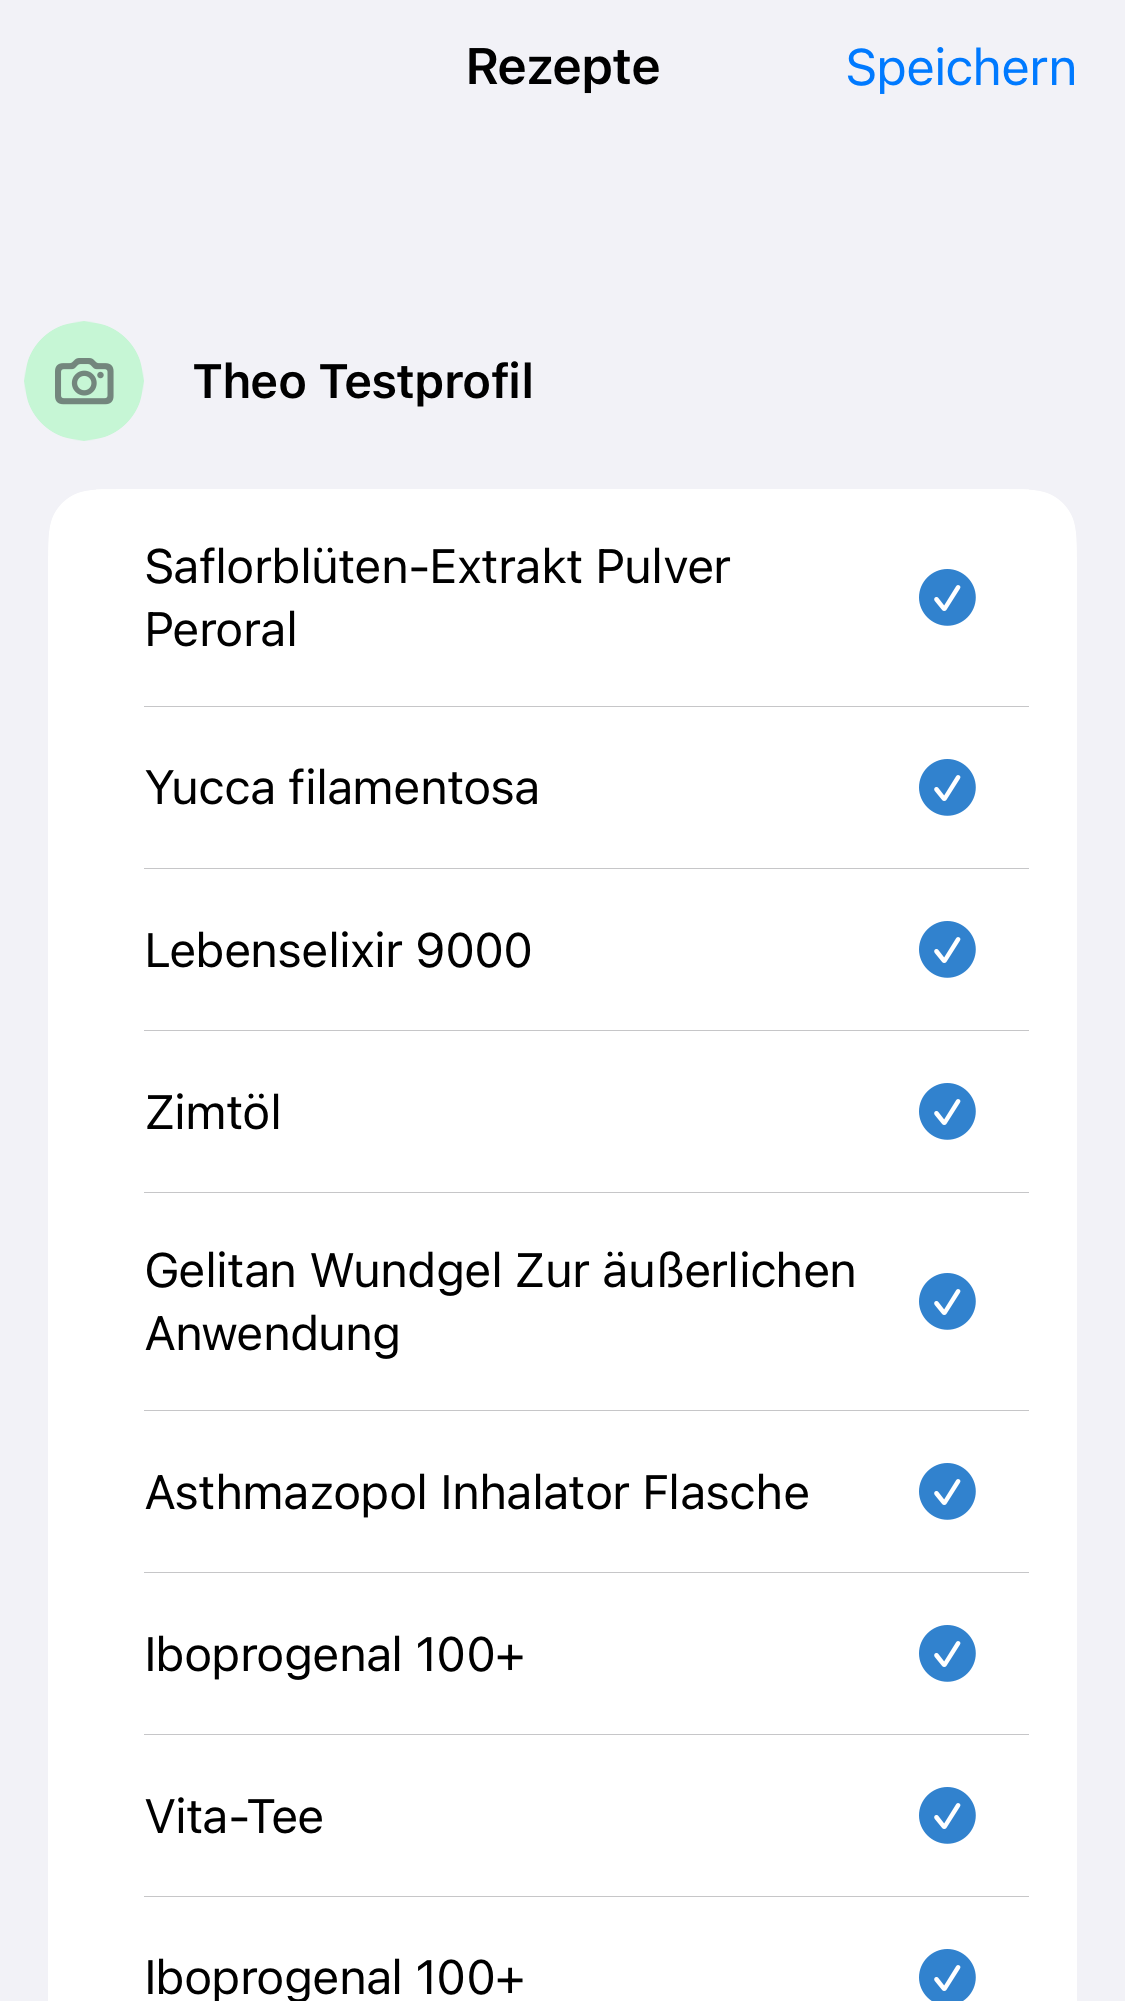 Rezepte
Speichern
Theo Testprofil
Saflorblüten-Extrakt Pulver
Peroral
Yucca filamentosa
Lebenselixir 9000
Zimtöl
Gelitan Wundgel Zur äußerlichen
Anwendung
Asthmazopol Inhalator Flasche
Iboprogenal 100+
Vita-Tee
Iboprogenal 100+